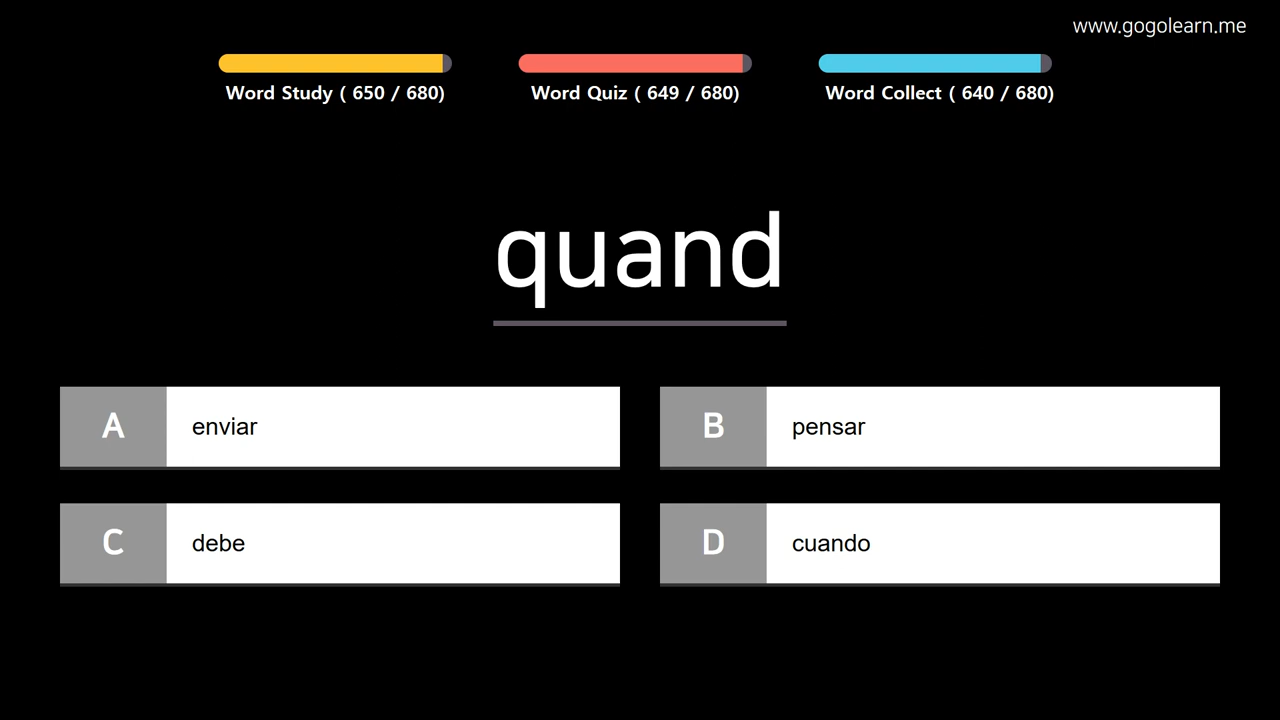 www.gogolearn.me
Word Study ( 650 / 680)
Word Quiz ( 649 / 680)
Word Collect ( 640 / 680)
quand
A enviar
B pensar
C debe
D cuando